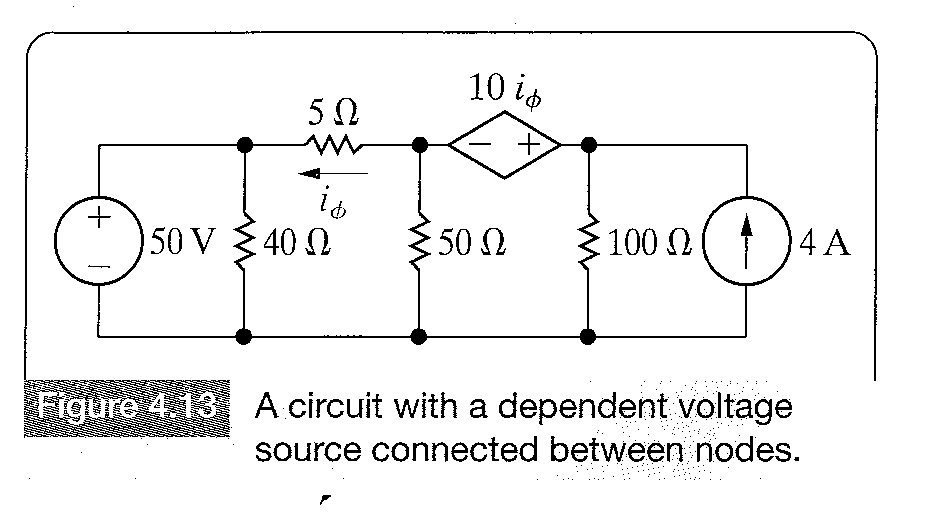 10 iϕ
5 Ω
− +
iϕ
+
−
50 V
40 Ω
50 Ω
100 Ω
4 A
Figure 4.13 A circuit with a dependent voltage
source connected between nodes.